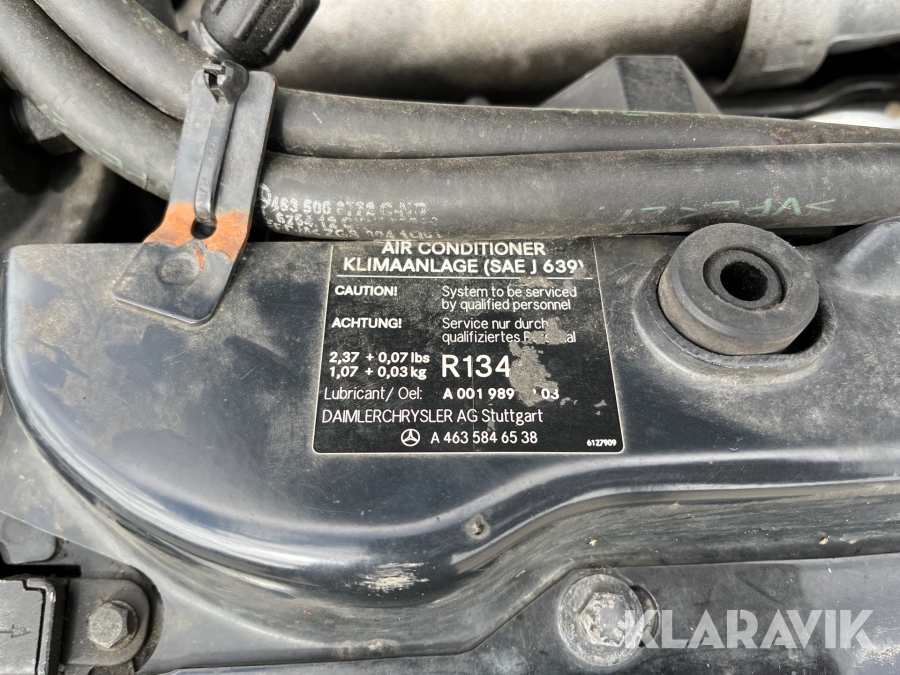 463 500
AIR CONDITIONER
KLIMAANLAGE (SAE J 639)
CAUTION! System to be serviced
by qualified personnel
ACHTUNG! Service nur durch
qualifiziertes
2,37 + 0,07 lbs
1,07 + 0,03 kg R134
Lubricant/ Oel: A 001 989 03
DAIMLERCHRYSLER AG Stuttgart
A 463 584 65 38 6127909
KLARAVIK